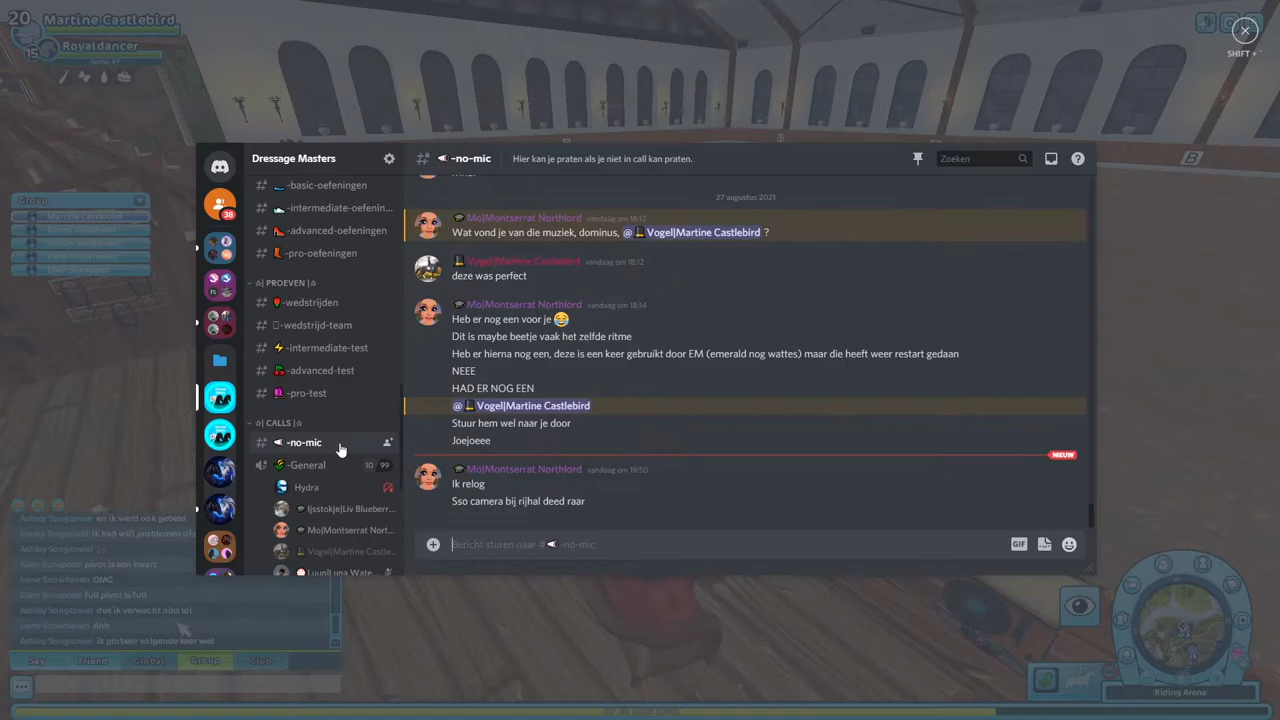 20 Martine Castlebird
Royaldancer
15
SHIFT +
B
Group
Martine Castlebird
Dressage Masters
# -no-mic
Hier kan je praten als je niet in call kan praten.
Zoeken
38
-basic-oefeningen
-intermediate-oefenin...
-advanced-oefeningen
-pro-oefeningen
PROEVEN
-wedstrijden
-wedstrijd-team
-intermediate-test
-advanced-test
-pro-test
CALLS
-no-mic
-General
10 99
Hydra
Ijsstokje|Liv Blueberr...
Mo|Montserrat Nort...
Vogel|Martine Castle...
Luun|Luna Wate...
27 augustus 2021
Mo|Montserrat Northlord vandaag om 18:12
Wat vond je van die muziek, dominus, @Vogel|Martine Castlebird ?
Vogel|Martine Castlebird vandaag om 18:12
deze was perfect
Mo|Montserrat Northlord vandaag om 18:14
Heb er nog een voor je
Dit is maybe beetje vaak het zelfde ritme
Heb er hierna nog een, deze is een keer gebruikt door EM (emerald nog wattes) maar die heeft weer restart gedaan
NEEE
HAD ER NOG EEN
@Vogel|Martine Castlebird
Stuur hem wel naar je door
Joejoeee
NIEUW
Mo|Montserrat Northlord vandaag om 19:50
Ik relog
Sso camera bij rijhal deed raar
Bericht sturen naar # -no-mic
GIF
Ashley Songtower en ik werd ook gebeld
Ashley Songtower ;-;
Ellen Sunspeed pivot is een kwart
Irene Snowhaven OMG
Ellen Sunspeed full pivot is full
Ashley Songtower dus ik verwacht niks lol
Irene Snowhaven Ahh
Ashley Songtower ik probeer volgende keer wel
Say Friend Global Group Club
Riding Arena